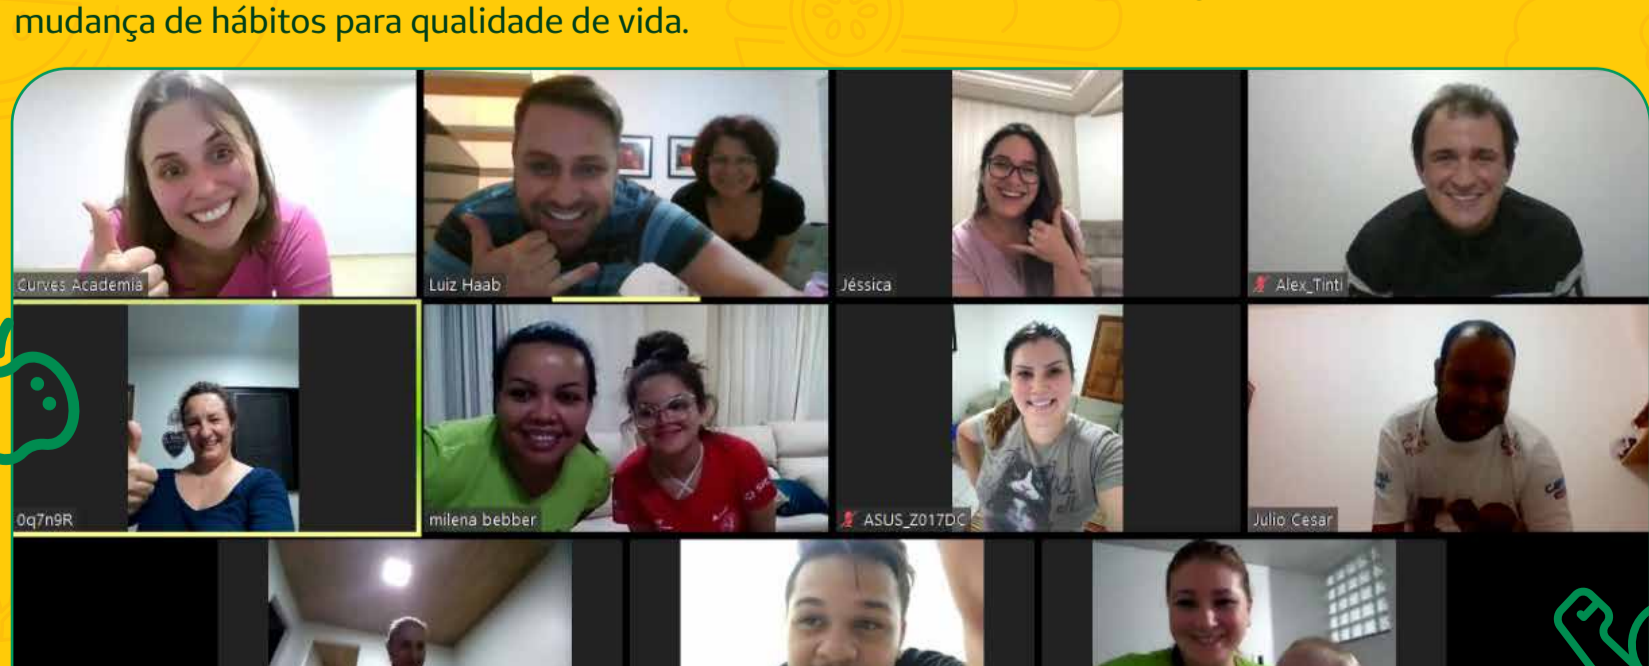 mudança de hábitos para qualidade de vida.
Curves Academia
Luiz Haab
Jéssica
Alex_Tinti
0q7n9R
milena bebber
ASUS_Z017DC
Julio Cesar